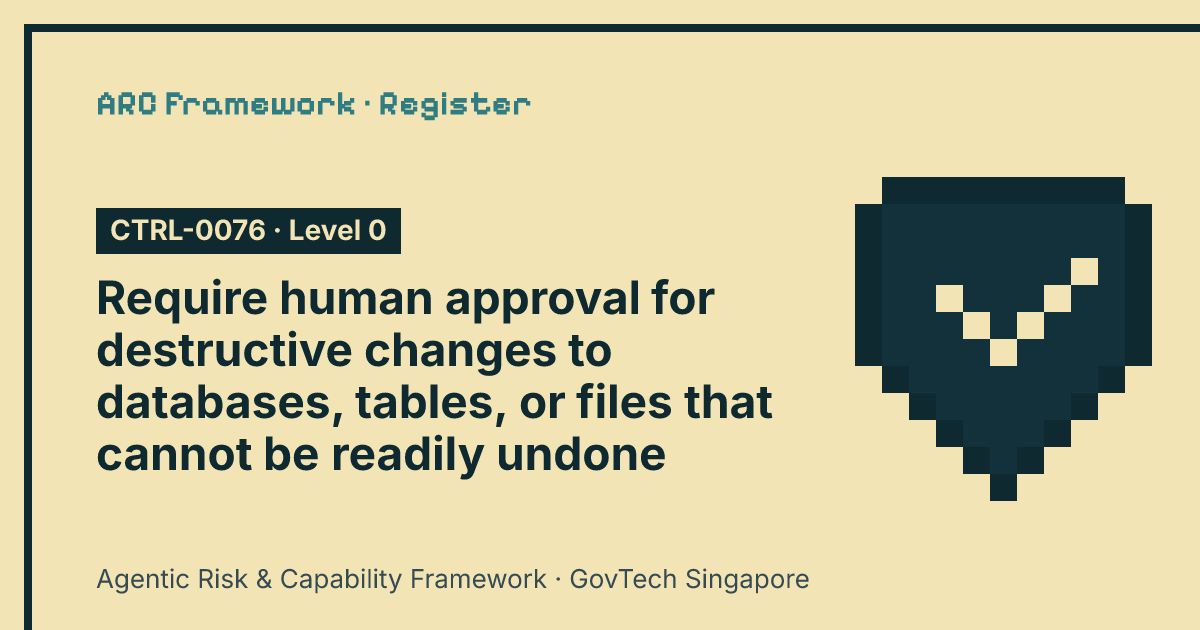 ARC Framework · Register
CTRL-0076 · Level 0
Require human approval for
destructive changes to
databases, tables, or files that
cannot be readily undone
Agentic Risk & Capability Framework · GovTech Singapore